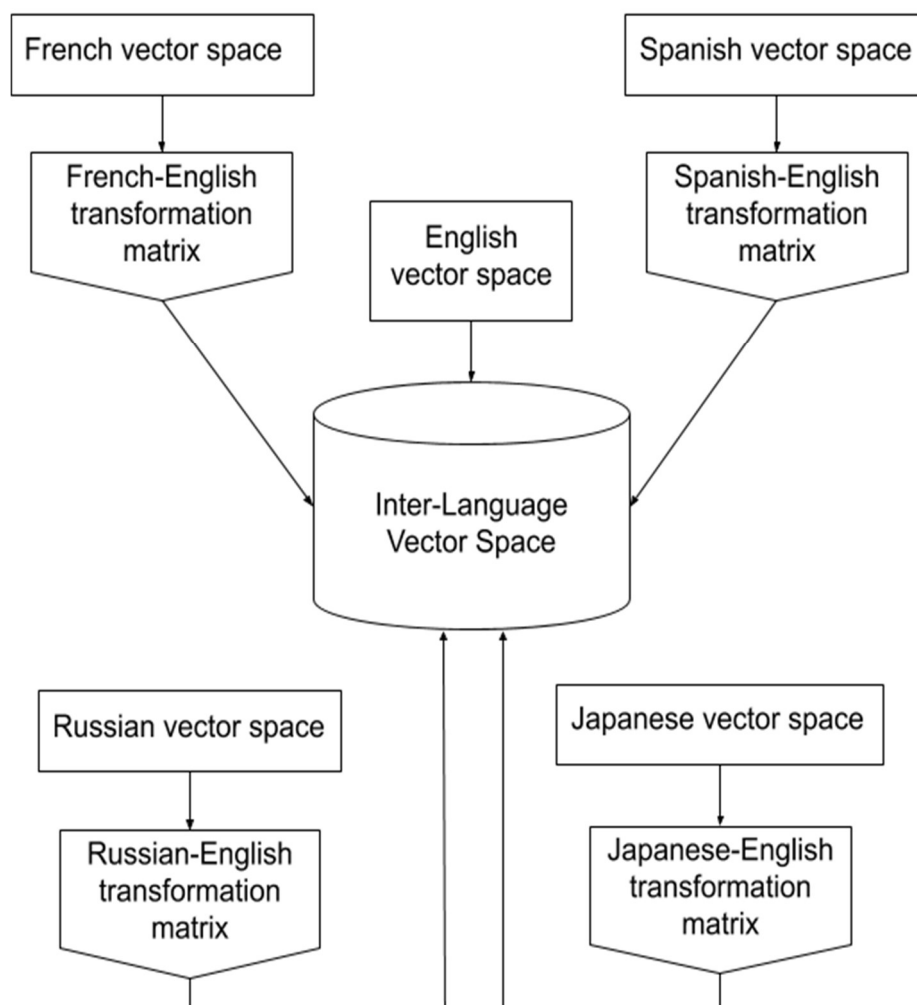 French vector space
Spanish vector space
French-English
transformation
matrix
Spanish-English
transformation
matrix
English
vector space
Inter-Language
Vector Space
Russian vector space
Japanese vector space
Russian-English
transformation
matrix
Japanese-English
transformation
matrix